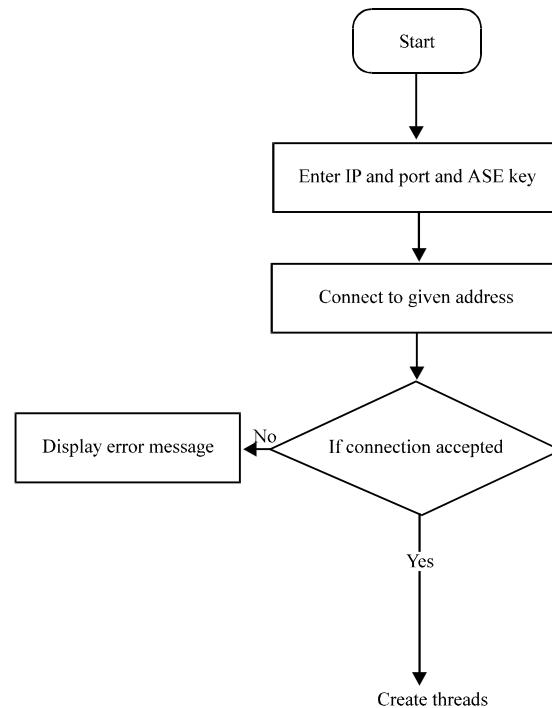 Start
Enter IP and port and ASE key
Connect to given address
No
Display error message
If connection accepted
Yes
Create threads